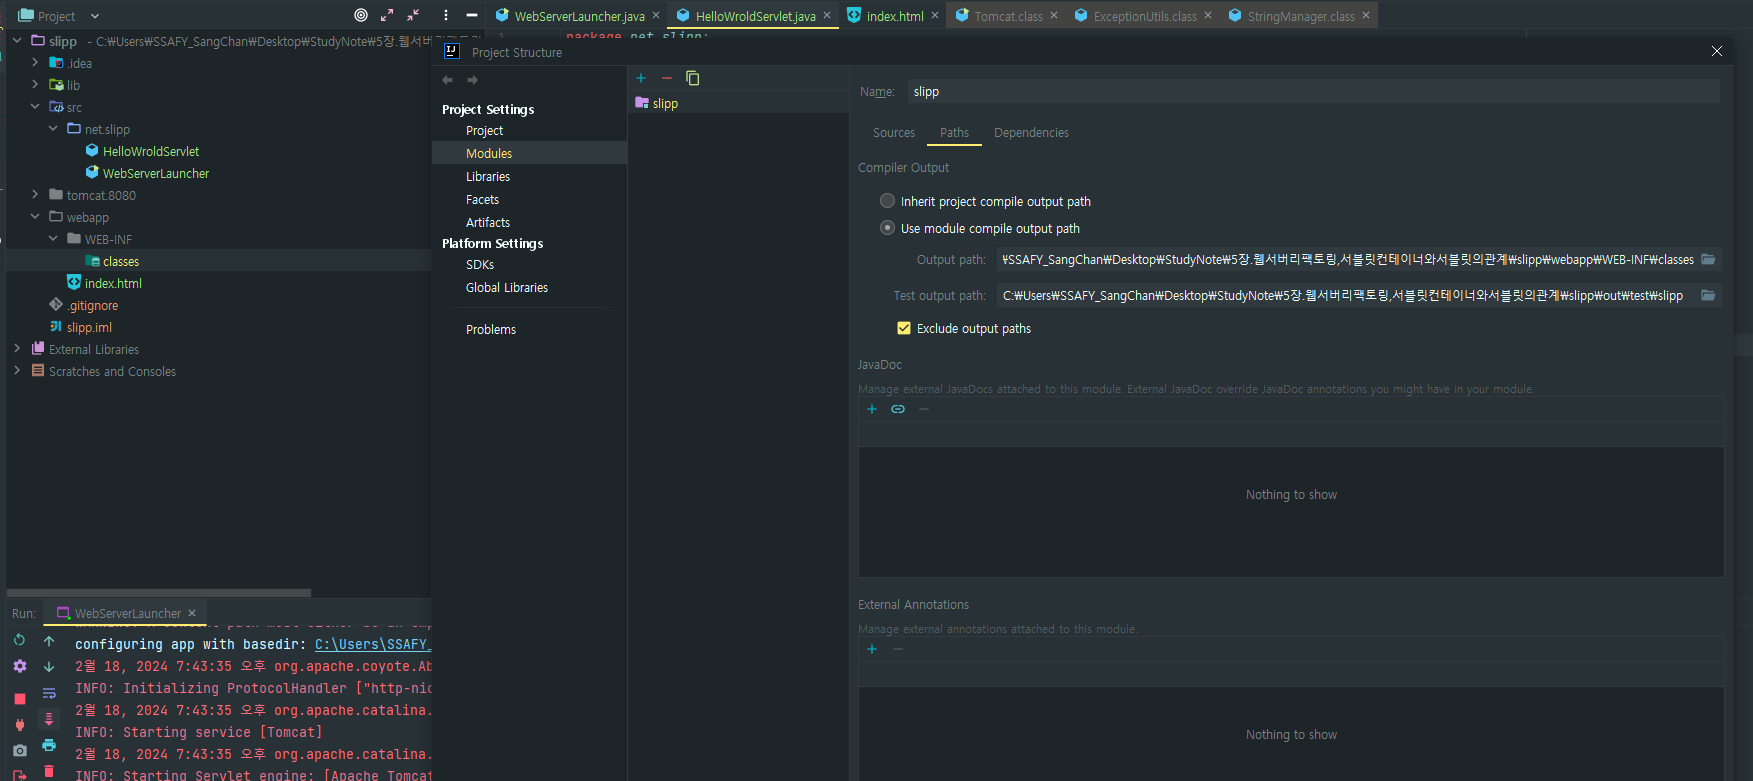 Project
WebServerLauncher.java
HelloWroldServlet.java
index.html
Tomcat.class
ExceptionUtils.class
StringManager.class
slipp - C:₩Users₩SSAFY_SangChan₩Desktop₩StudyNote₩5장.웹서버리팩토링
.idea
lib
src
net.slipp
HelloWroldServlet
WebServerLauncher
tomcat.8080
webapp
WEB-INF
classes
index.html
.gitignore
slipp.iml
External Libraries
Scratches and Consoles
1
package net.slipp;
Project Structure
Project Settings
Project
Modules
Libraries
Facets
Artifacts
Platform Settings
SDKs
Global Libraries
Problems
slipp
Name: slipp
Sources Paths Dependencies
Compiler Output
Inherit project compile output path
Use module compile output path
Output path: ₩SSAFY_SangChan₩Desktop₩StudyNote₩5장.웹서버리팩토링,서블릿컨테이너와서블릿의관계₩slipp₩webapp₩WEB-INF₩classes
Test output path: C:₩Users₩SSAFY_SangChan₩Desktop₩StudyNote₩5장.웹서버리팩토링,서블릿컨테이너와서블릿의관계₩slipp₩out₩test₩slipp
Exclude output paths
JavaDoc
Manage external JavaDocs attached to this module. External JavaDoc override JavaDoc annotations you might have in your module.
Nothing to show
External Annotations
Manage external annotations attached to this module.
Nothing to show
Run: WebServerLauncher
configuring app with basedir: C:\Users\SSAFY_
2월 18, 2024 7:43:35 오후 org.apache.coyote.Ab
INFO: Initializing ProtocolHandler ["http-nio
2월 18, 2024 7:43:35 오후 org.apache.catalina.
INFO: Starting service [Tomcat]
2월 18, 2024 7:43:35 오후 org.apache.catalina.
INFO: Starting Servlet engine: [Apache Tomcat